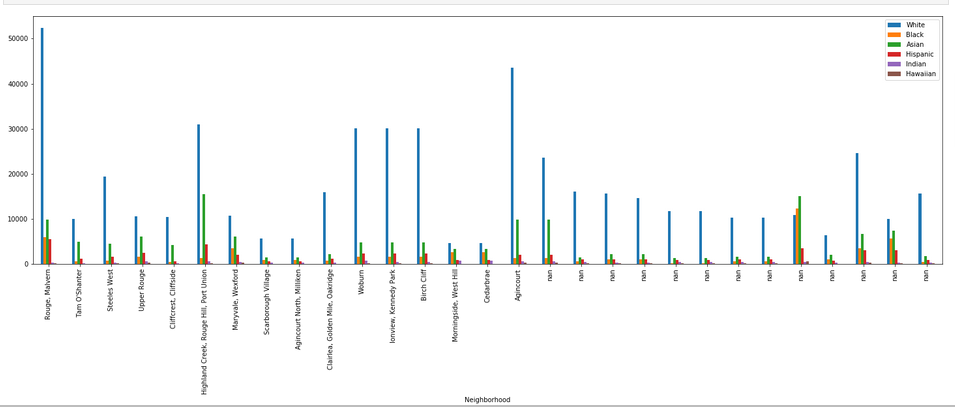 50000
40000
30000
20000
10000
0
White
Black
Asian
Hispanic
Indian
Hawaiian
Rouge, Malvern
Tam O'Shanter
Steeles West
Upper Rouge
Cliffcrest, Cliffside
Highland Creek, Rouge Hill, Port Union
Maryvale, Wexford
Scarborough Village
Agincourt North, Milliken
Clairlea, Golden Mile, Oakridge
Woburn
Ionview, Kennedy Park
Birch Cliff
Morningside, West Hill
Cedarbrae
Agincourt
nan
nan
nan
nan
nan
nan
nan
nan
nan
nan
nan
nan
nan
Neighborhood